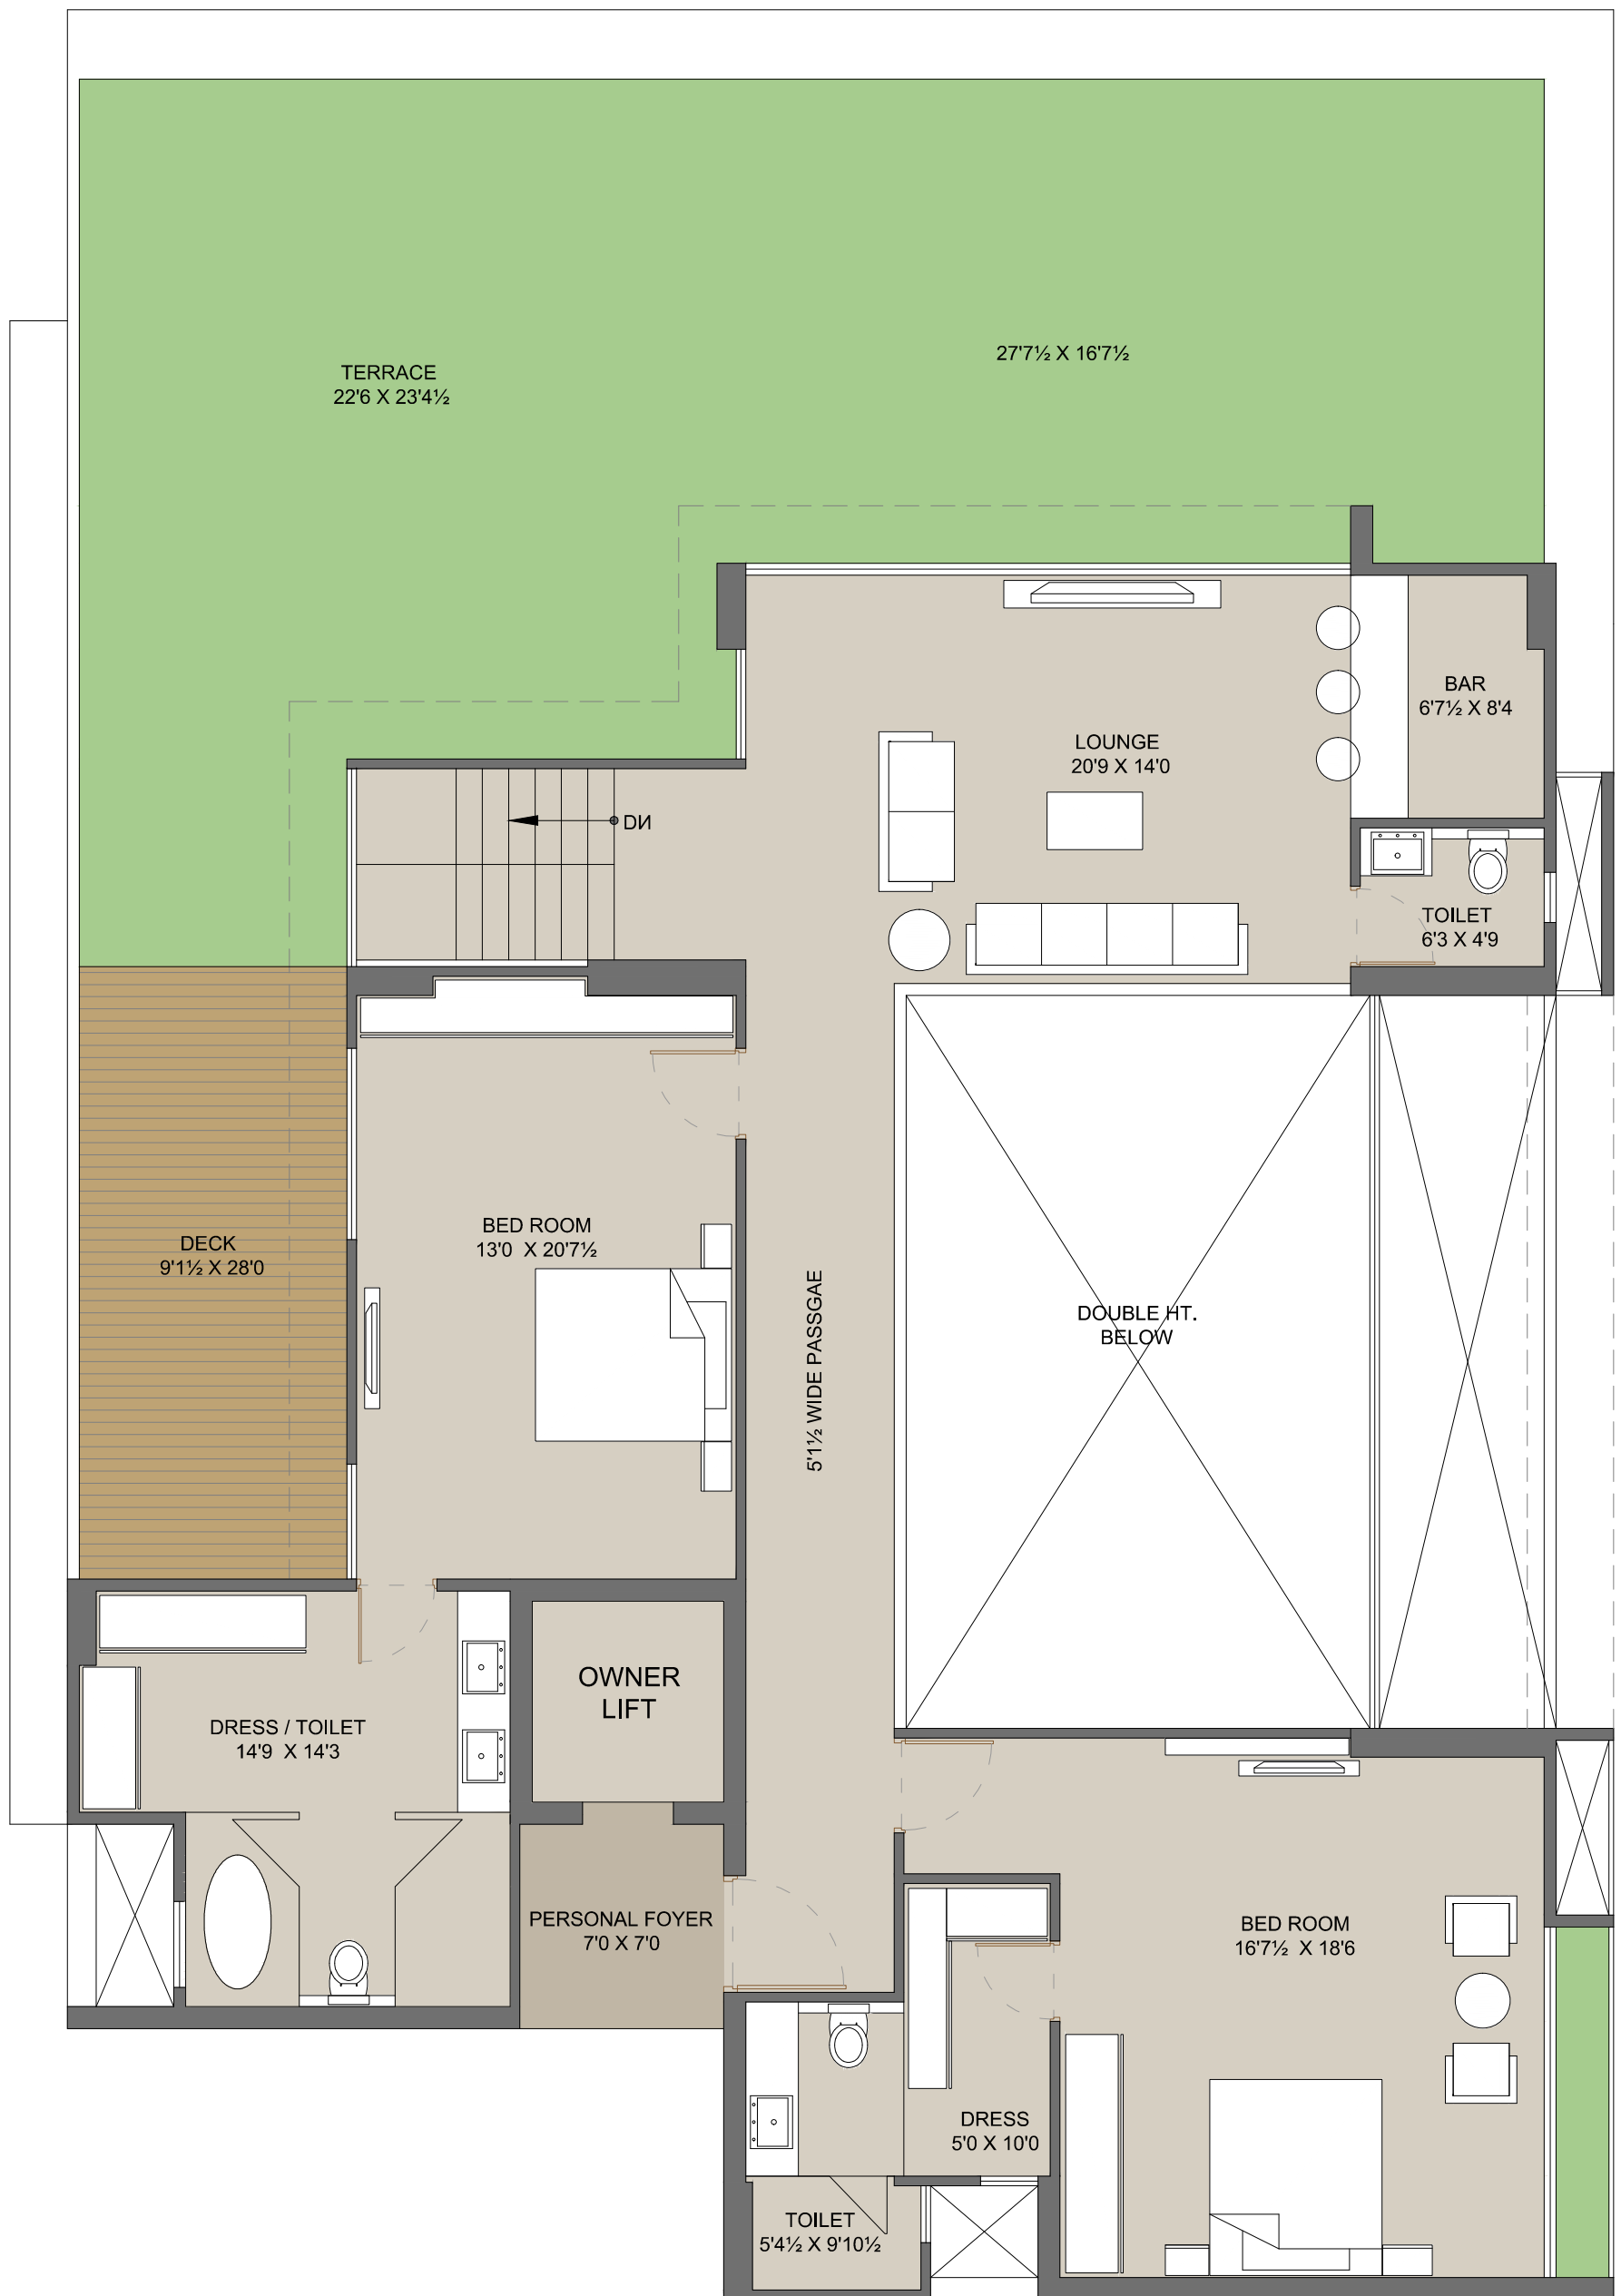 27'7½ X 16'7½
TERRACE
22'6 X 23'4½
BAR
6'7½ X 8'4
LOUNGE
20'9 X 14'0
DN
TOILET
6'3 X 4'9
BED ROOM
13'0 X 20'7½
DECK
9'1½ X 28'0
5'1½ WIDE PASSGAE
DOUBLE HT.
BELOW
OWNER
LIFT
DRESS / TOILET
14'9 X 14'3
PERSONAL FOYER
7'0 X 7'0
BED ROOM
16'7½ X 18'6
DRESS
5'0 X 10'0
TOILET
5'4½ X 9'10½